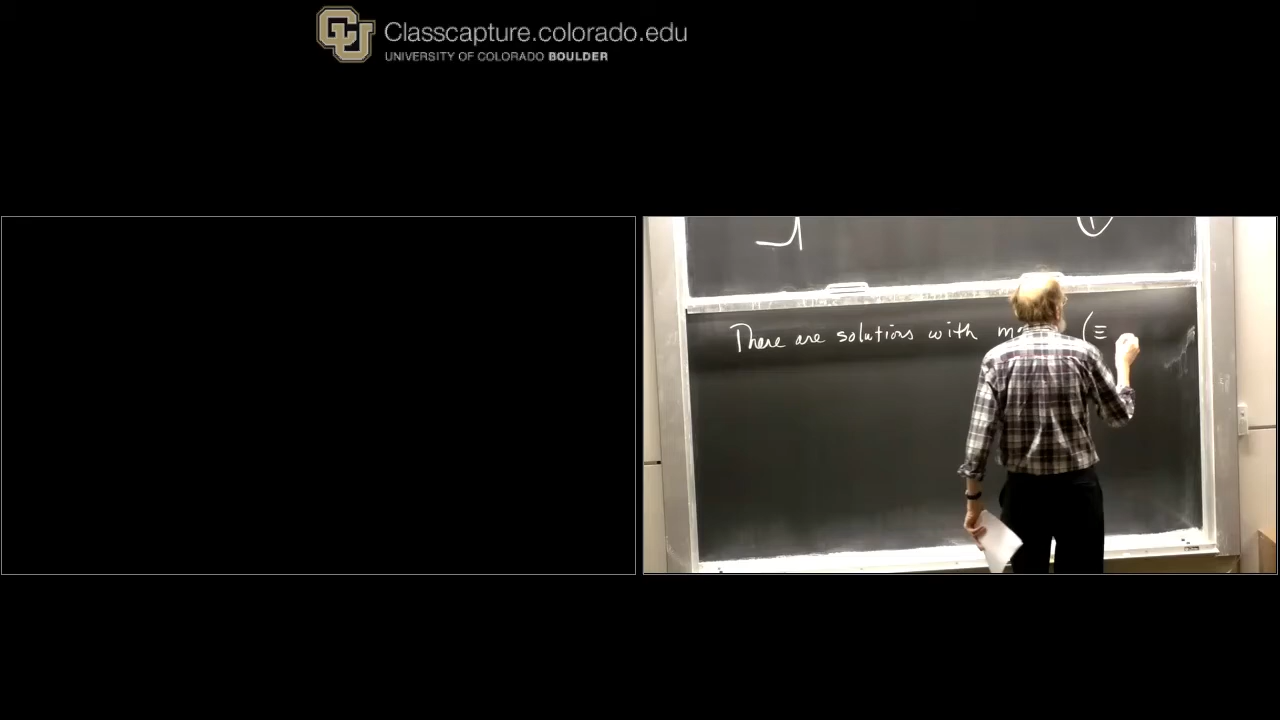 Classcapture.colorado.edu
UNIVERSITY OF COLORADO BOULDER
There are solutions with (≡